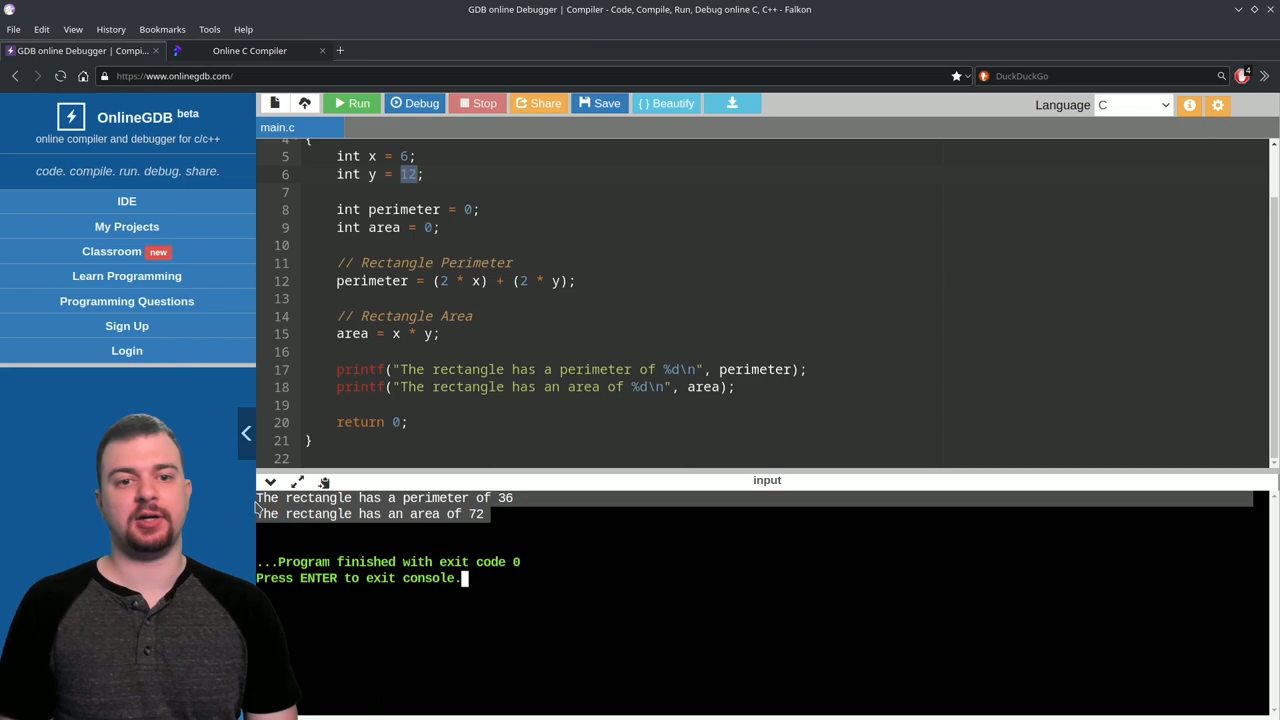 GDB online Debugger | Compiler - Code, Compile, Run, Debug online C, C++ - Falkon
File Edit View History Bookmarks Tools Help
GDB online Debugger | Compi... Online C Compiler
https://www.onlinegdb.com/ DuckDuckGo 4
OnlineGDB beta
online compiler and debugger for c/c++
code. compile. run. debug. share.
IDE
My Projects
Classroom new
Learn Programming
Programming Questions
Sign Up
Login
Run Debug Stop Share Save { } Beautify Language C
main.c
4 {
5 int x = 6;
6 int y = 12;
7
8 int perimeter = 0;
9 int area = 0;
10
11 // Rectangle Perimeter
12 perimeter = (2 * x) + (2 * y);
13
14 // Rectangle Area
15 area = x * y;
16
17 printf("The rectangle has a perimeter of %d\n", perimeter);
18 printf("The rectangle has an area of %d\n", area);
19
20 return 0;
21 }
22
input
The rectangle has a perimeter of 36
The rectangle has an area of 72
...Program finished with exit code 0
Press ENTER to exit console.